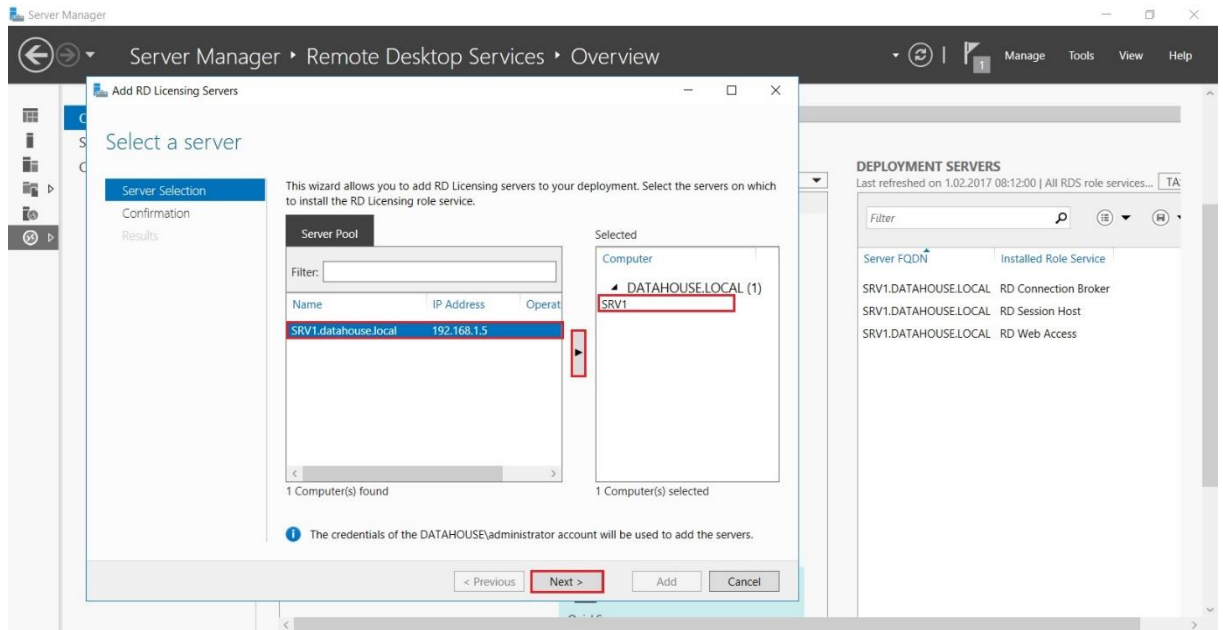 Server Manager
Server Manager ‣ Remote Desktop Services ‣ Overview
1
Manage Tools View Help
Add RD Licensing Servers
Select a server
Server Selection
Confirmation
Results
This wizard allows you to add RD Licensing servers to your deployment. Select the servers on which
to install the RD Licensing role service.
Server Pool
Filter:
Name IP Address Operat
SRV1.datahouse.local 192.168.1.5
1 Computer(s) found
Selected
Computer
DATAHOUSE.LOCAL (1)
SRV1
1 Computer(s) selected
The credentials of the DATAHOUSE\administrator account will be used to add the servers.
< Previous Next > Add Cancel
DEPLOYMENT SERVERS
Last refreshed on 1.02.2017 08:12:00 | All RDS role services... TA
Filter
Server FQDN Installed Role Service
SRV1.DATAHOUSE.LOCAL RD Connection Broker
SRV1.DATAHOUSE.LOCAL RD Session Host
SRV1.DATAHOUSE.LOCAL RD Web Access